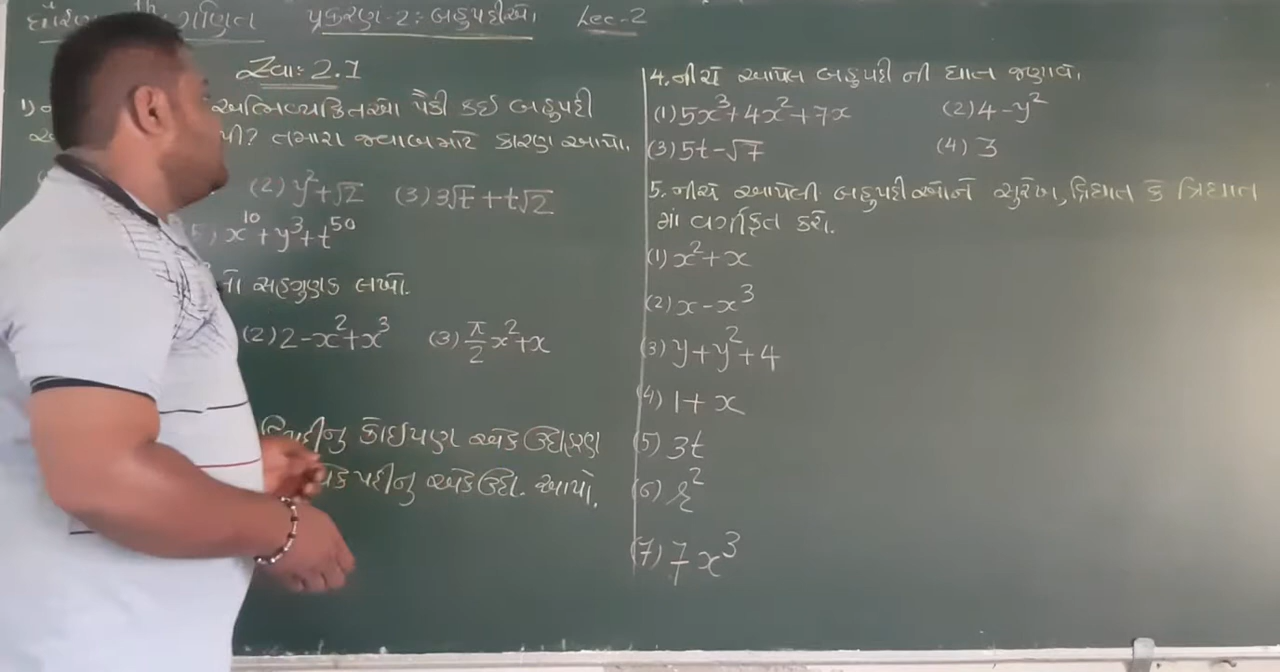 ધોરણ th ગણિત પ્રકરણ-2: બહુપદીઓ. Lec-2
સ્વા: 2.1
1) અભિવ્યક્તિઓ પૈકી કઈ બહુપદી
? તમારા જવાબ માટે કારણ આપો.
(2) y²+√2 (3) 3√t + t√2
x¹⁰+y³+t⁵⁰
ના સહગુણક લખો.
(2) 2-x²+x³ (3) π/2 x²+x
દ્વિપદીનુ કોઈપણ એક ઉદાહરણ
એકપદીનુ એક ઉદા. આપો.
4. નીચે આપેલ બહુપદી ની ઘાત જણાવો.
(1) 5x³+4x²+7x (2) 4-y²
(3) 5t-√7 (4) 3
5. નીચે આપેલી બહુપદીઓને સુરેખ, દ્વિઘાત કે ત્રિઘાત
માં વર્ગીકૃત કરો.
(1) x²+x
(2) x-x³
(3) y+y²+4
(4) 1+x
(5) 3t
(6) r²
(7) 7x³